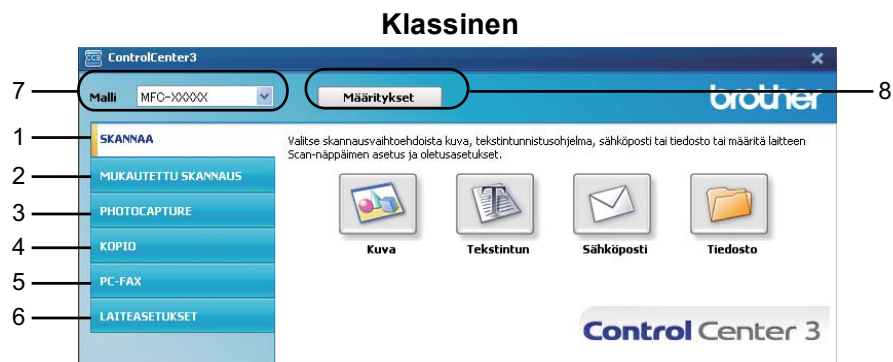 Klassinen
ControlCenter3
7
Malli MFC-XXXXX
Määritykset
8
brother
1
SKANNAA
Valitse skannausvaihtoehdoista kuva, tekstintunnistusohjelma, sähköposti tai tiedosto tai määritä laitteen
Scan-näppäimen asetus ja oletusasetukset.
2
MUKAUTETTU SKANNAUS
3
PHOTOCAPTURE
4
KOPIO
Kuva
Tekstintun
Sähköposti
Tiedosto
5
PC-FAX
6
LAITEASETUKSET
Control Center 3